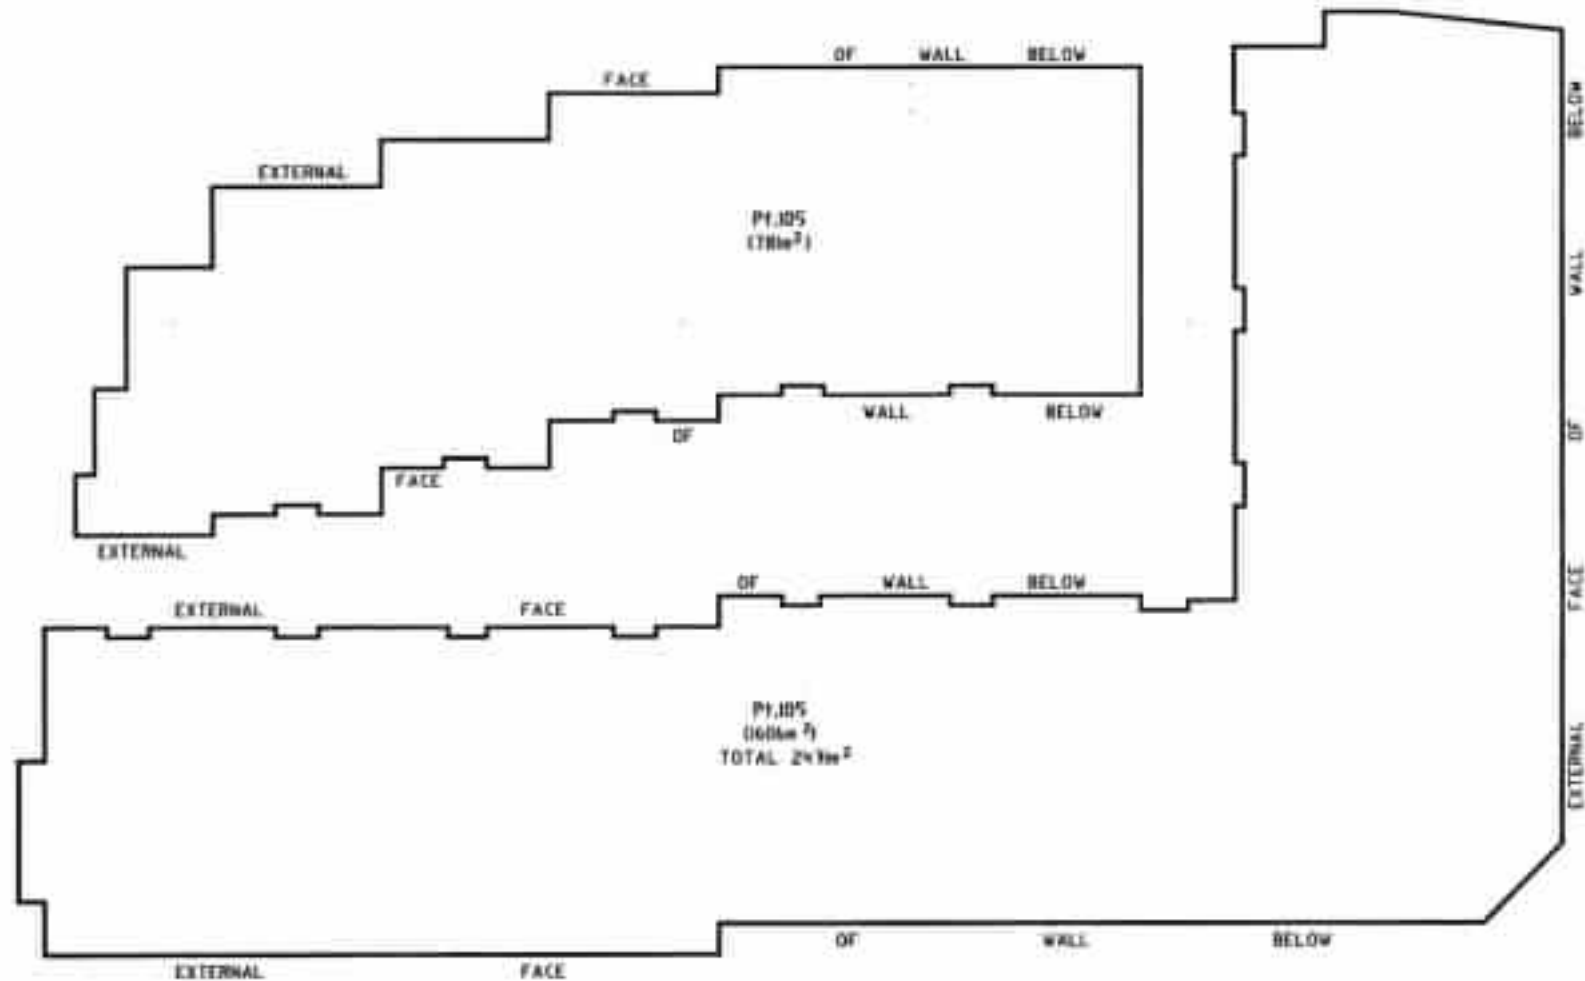 OF WALL BELOW
FACE
EXTERNAL
BELOW
WALL
OF
FACE
EXTERNAL
Pt.105
WALL BELOW
OF
FACE
EXTERNAL
OF WALL BELOW
EXTERNAL FACE
Pt.105
TOTAL
OF WALL BELOW
EXTERNAL FACE